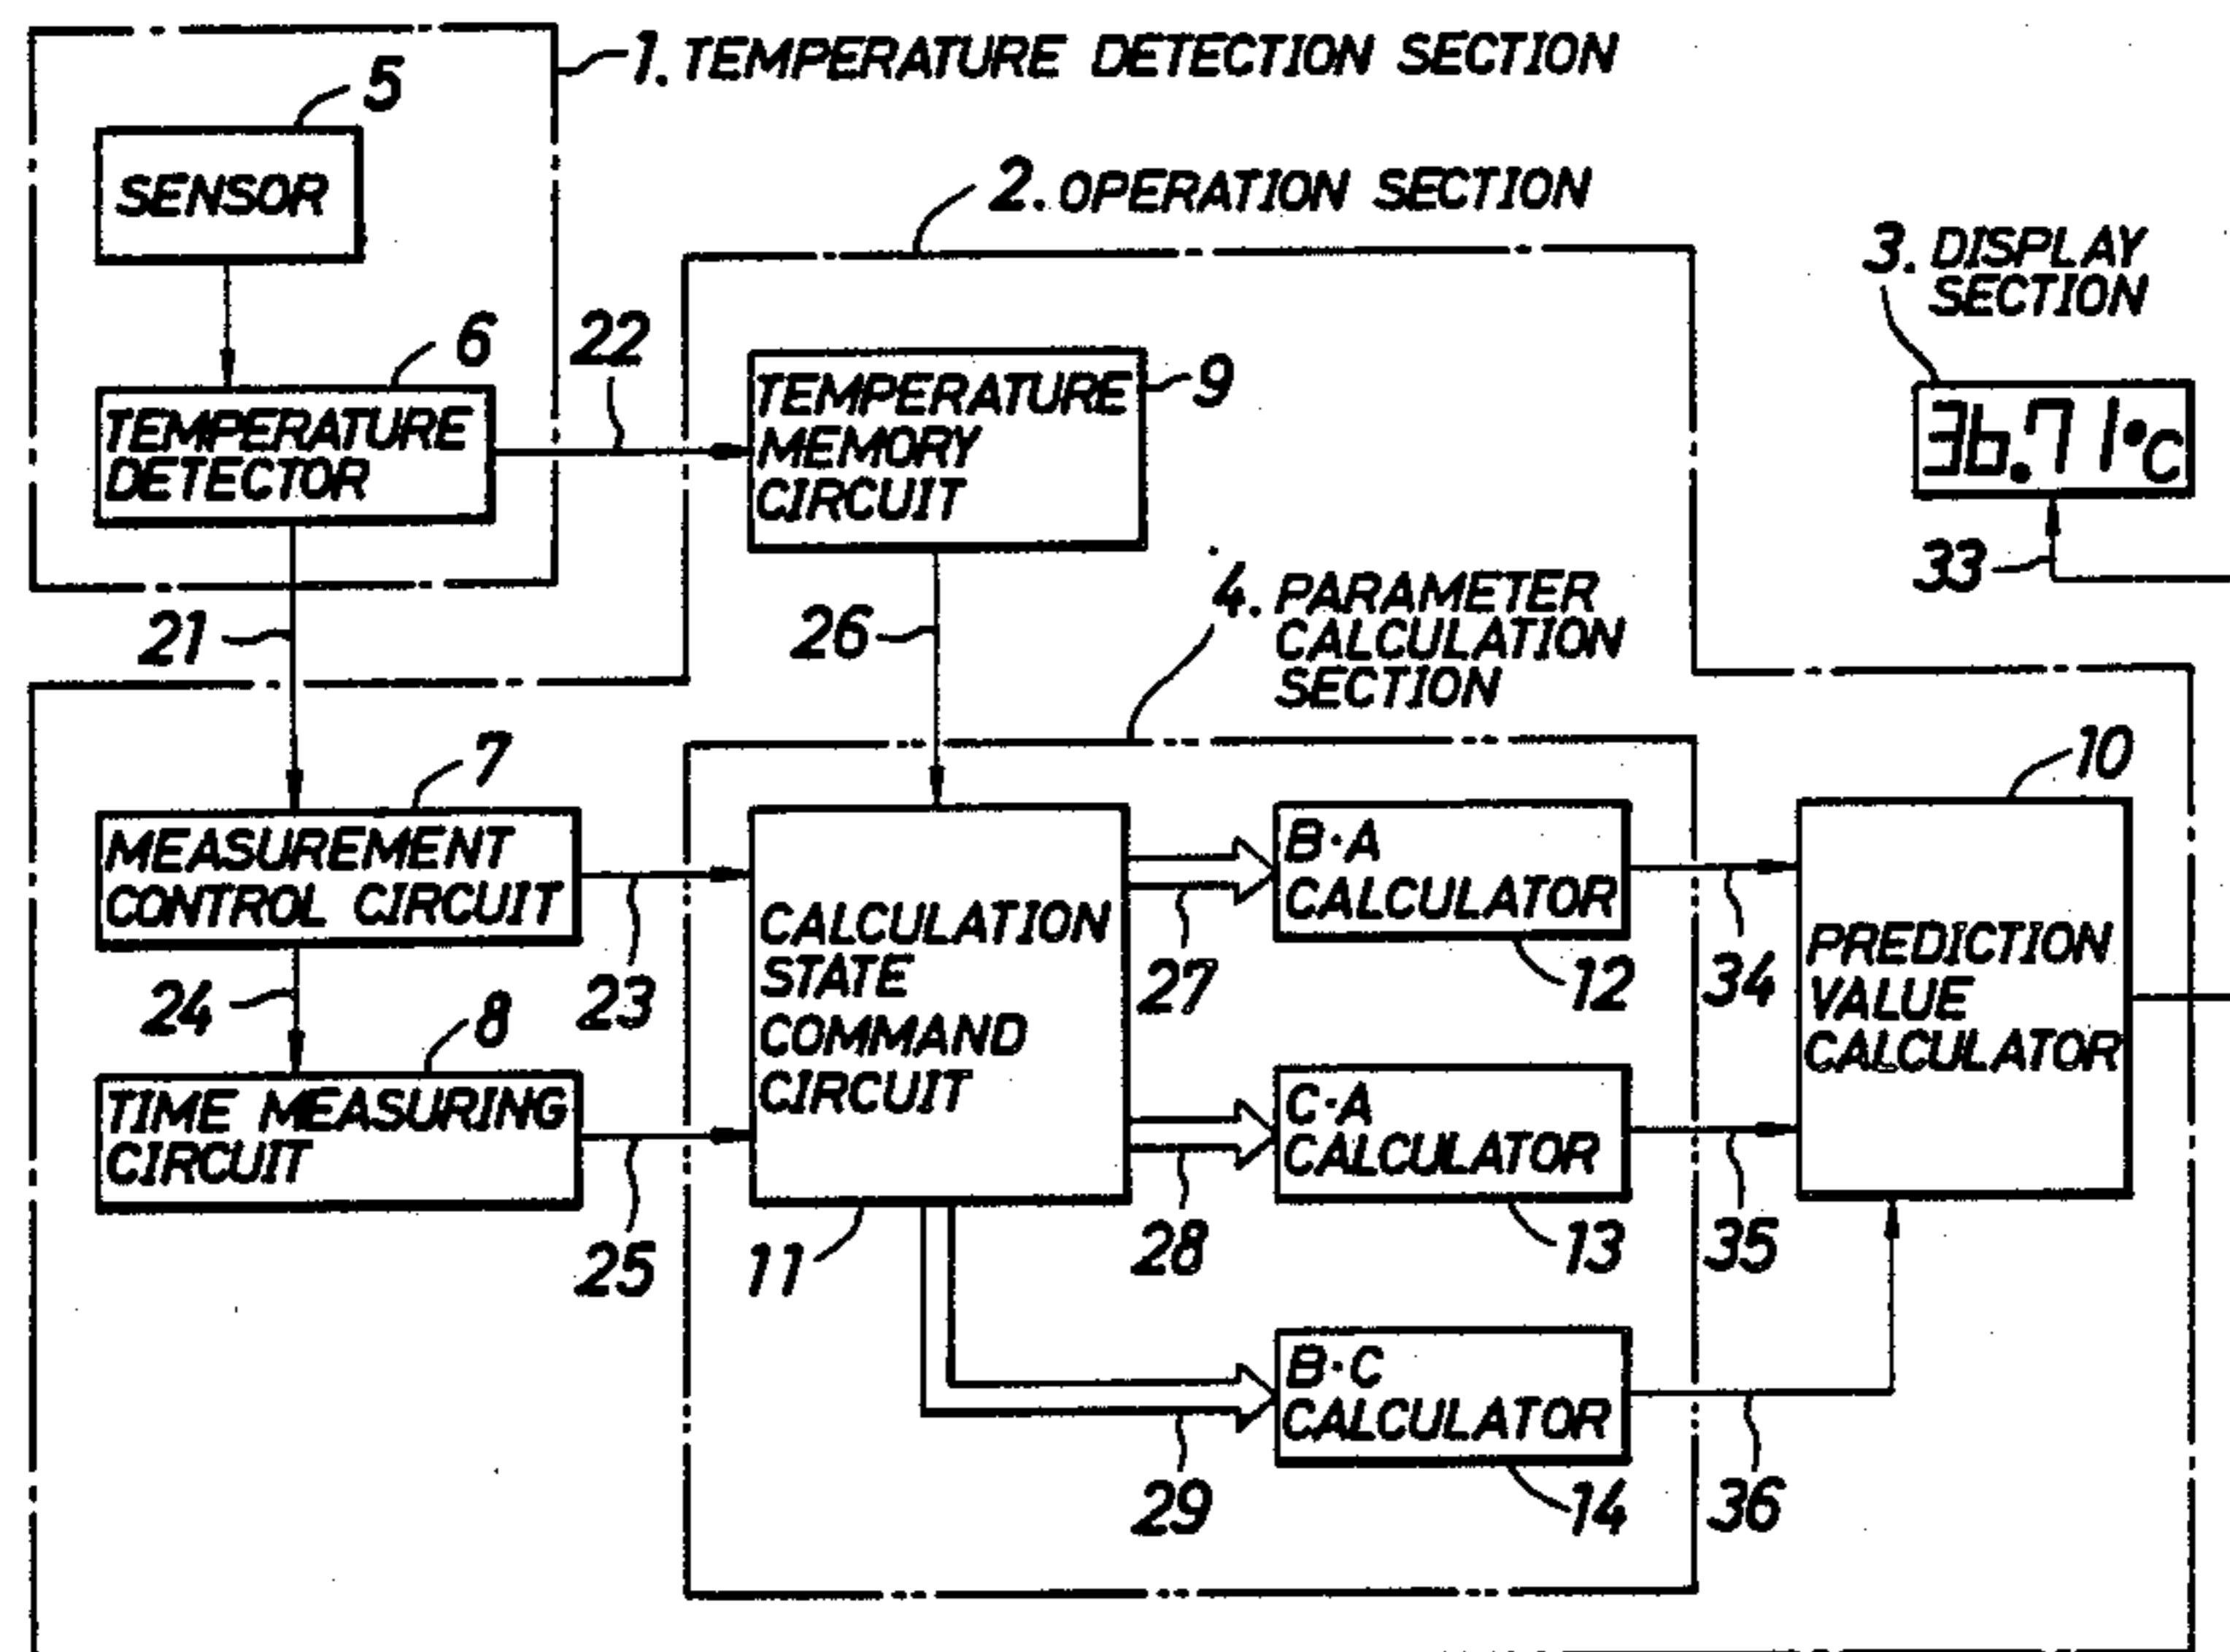 1. TEMPERATURE DETECTION SECTION
5
SENSOR
2. OPERATION SECTION
3. DISPLAY
SECTION
6
22
TEMPERATURE
DETECTOR
TEMPERATURE
MEMORY
CIRCUIT
9
36.71°C
33
21
26
4. PARAMETER
CALCULATION
SECTION
7
MEASUREMENT
CONTROL CIRCUIT
23
24
8
TIME MEASURING
CIRCUIT
25
CALCULATION
STATE
COMMAND
CIRCUIT
11
B·A
CALCULATOR
27
12
34
C·A
CALCULATOR
28
13
35
B·C
CALCULATOR
29
14
36
10
PREDICTION
VALUE
CALCULATOR